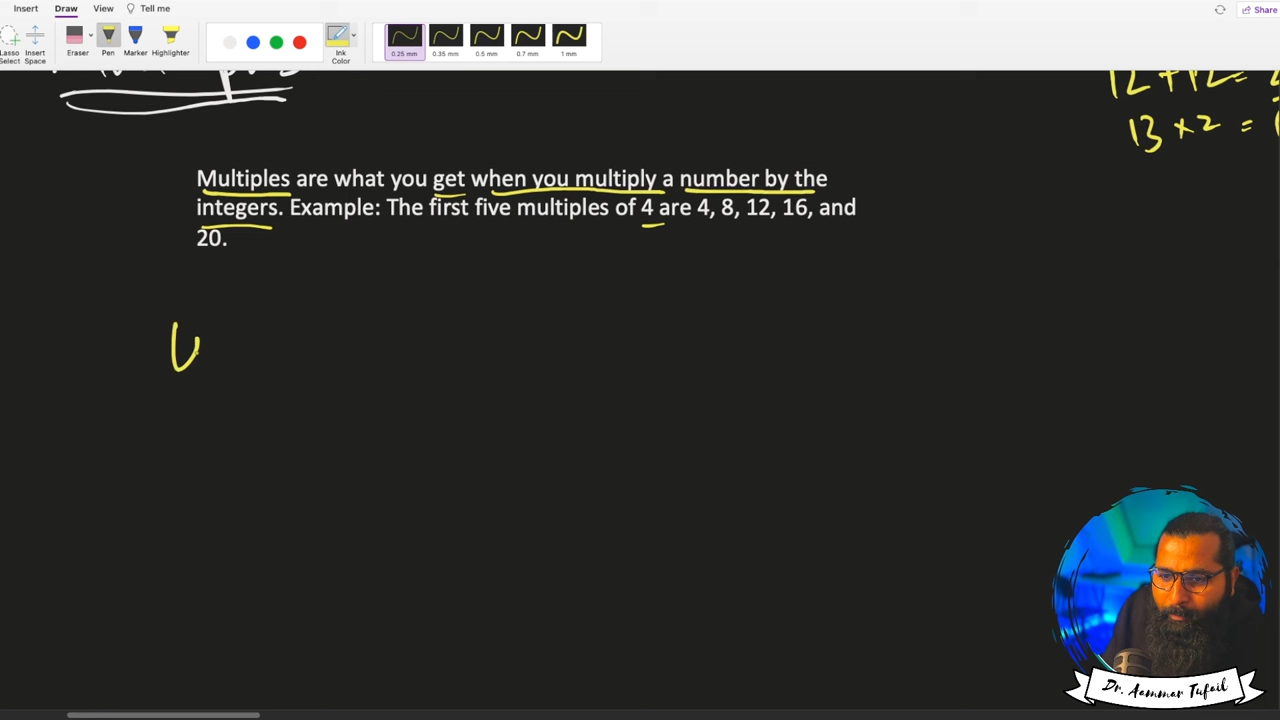 Insert Draw View Tell me Share
Lasso Select Insert Space Eraser Pen Marker Highlighter Ink Color 0.25 mm 0.35 mm 0.5 mm 0.7 mm 1 mm
12 + 12 =
13 × 2 =
Multiples are what you get when you multiply a number by the
integers. Example: The first five multiples of 4 are 4, 8, 12, 16, and
20.
Dr. Aammar Tufail